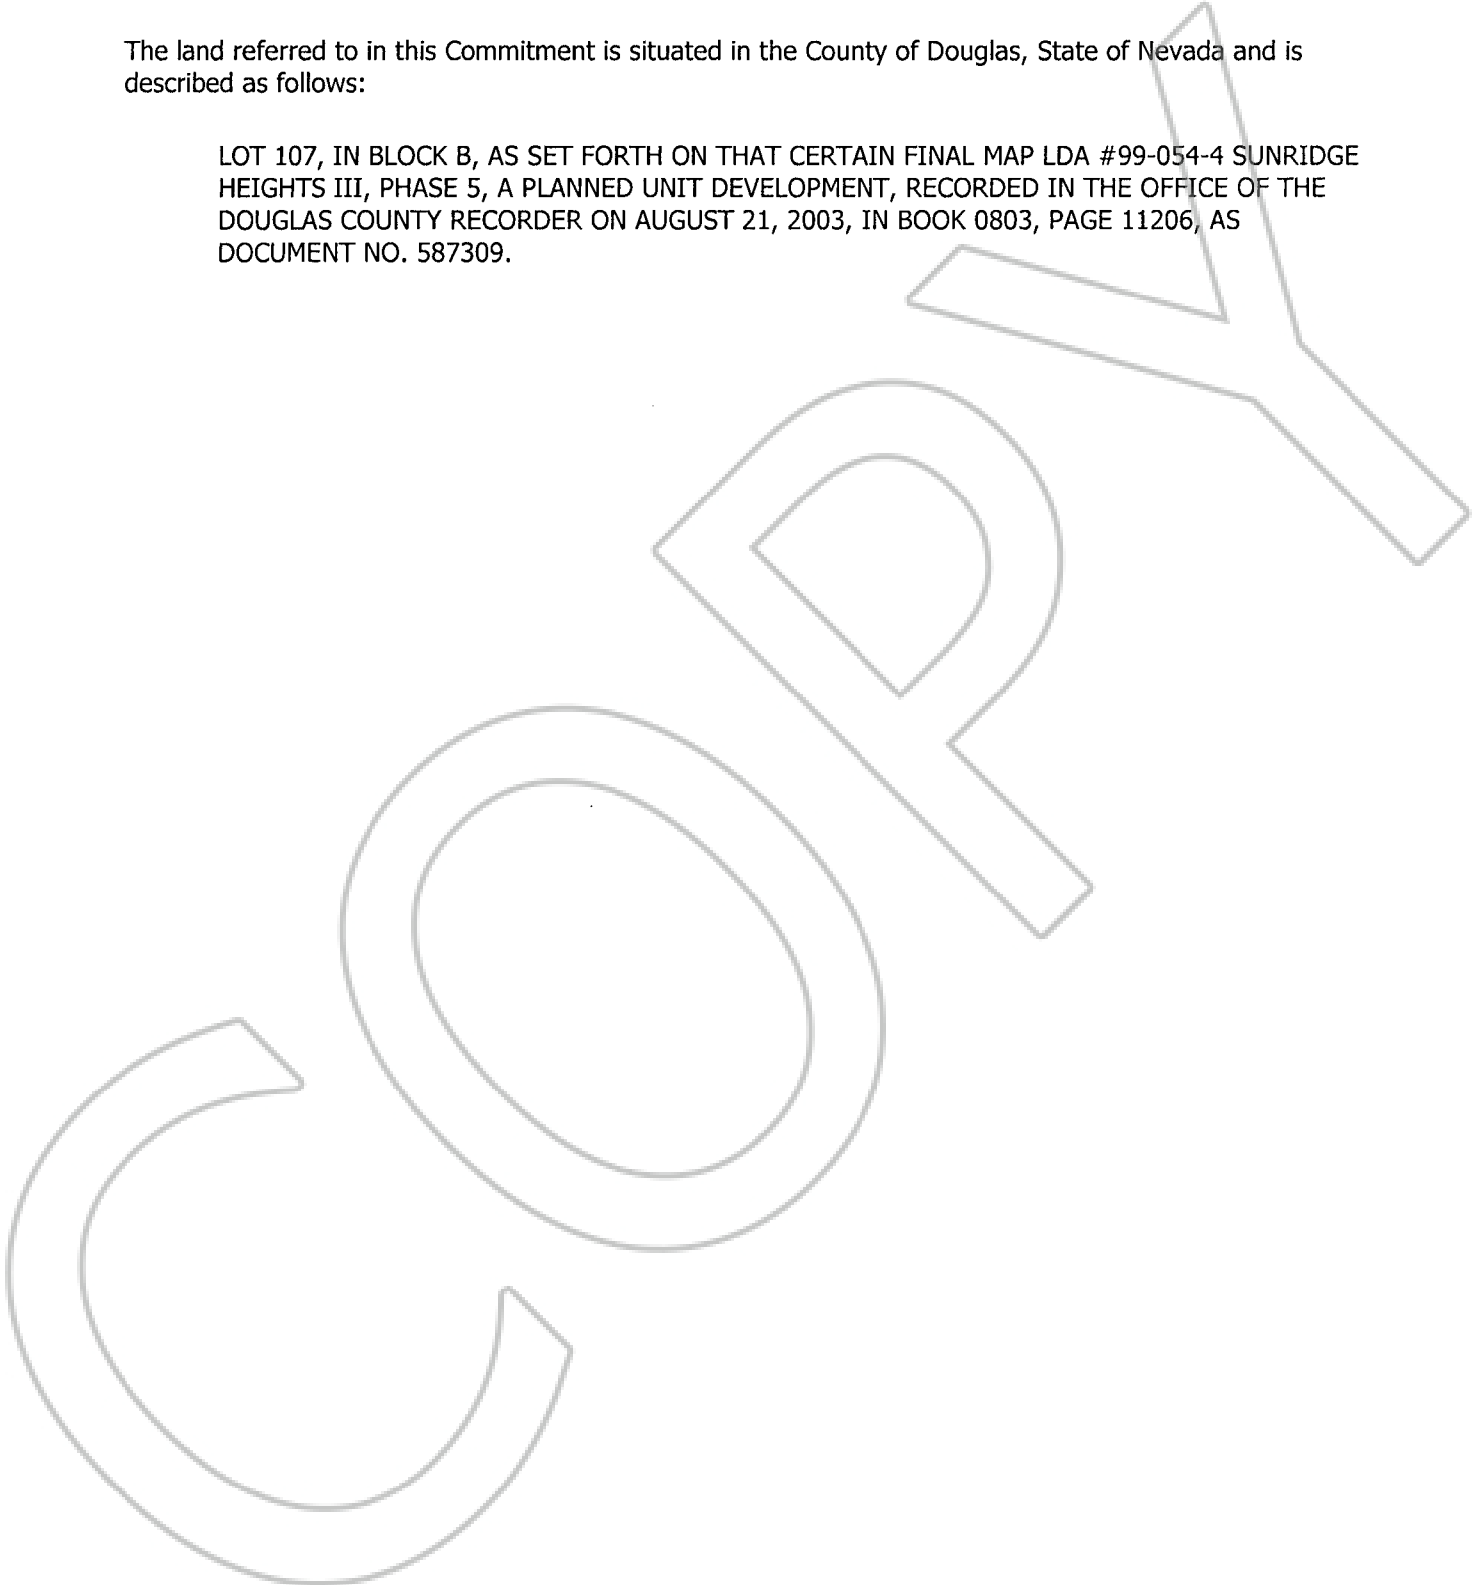 The land referred to in this Commitment is situated in the County of Douglas, State of Nevada and is
described as follows:
LOT 107, IN BLOCK B, AS SET FORTH ON THAT CERTAIN FINAL MAP LDA #99-054-4 SUNRIDGE
HEIGHTS III, PHASE 5, A PLANNED UNIT DEVELOPMENT, RECORDED IN THE OFFICE OF THE
DOUGLAS COUNTY RECORDER ON AUGUST 21, 2003, IN BOOK 0803, PAGE 11206, AS
DOCUMENT NO. 587309.
COPY